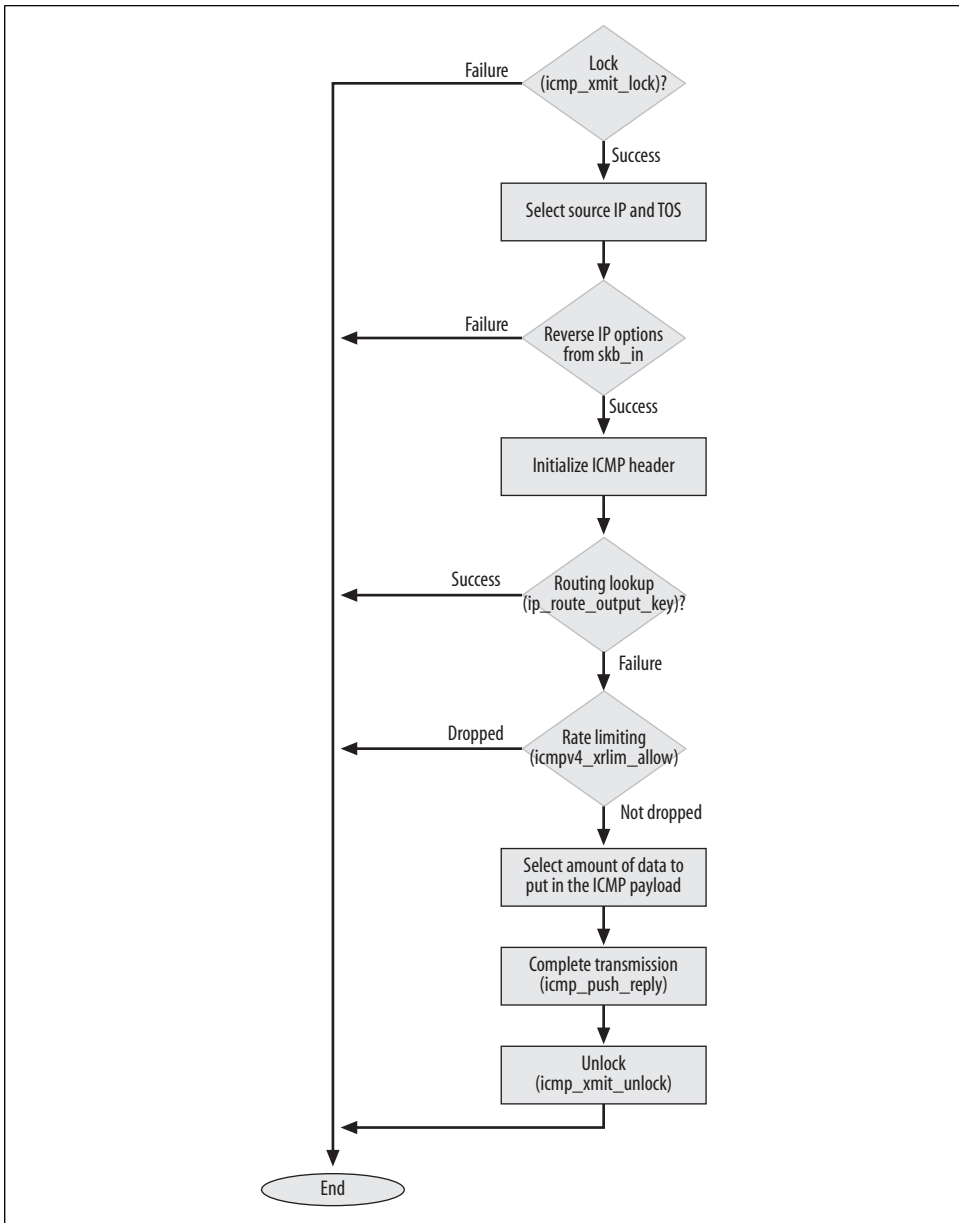 Lock
(icmp_xmit_lock)?
Failure
Success
Select source IP and TOS
Failure
Reverse IP options
from skb_in
Success
Initialize ICMP header
Success
Routing lookup
(ip_route_output_key)?
Failure
Dropped
Rate limiting
(icmpv4_xrlim_allow)
Not dropped
Select amount of data to
put in the ICMP payload
Complete transmission
(icmp_push_reply)
Unlock
(icmp_xmit_unlock)
End